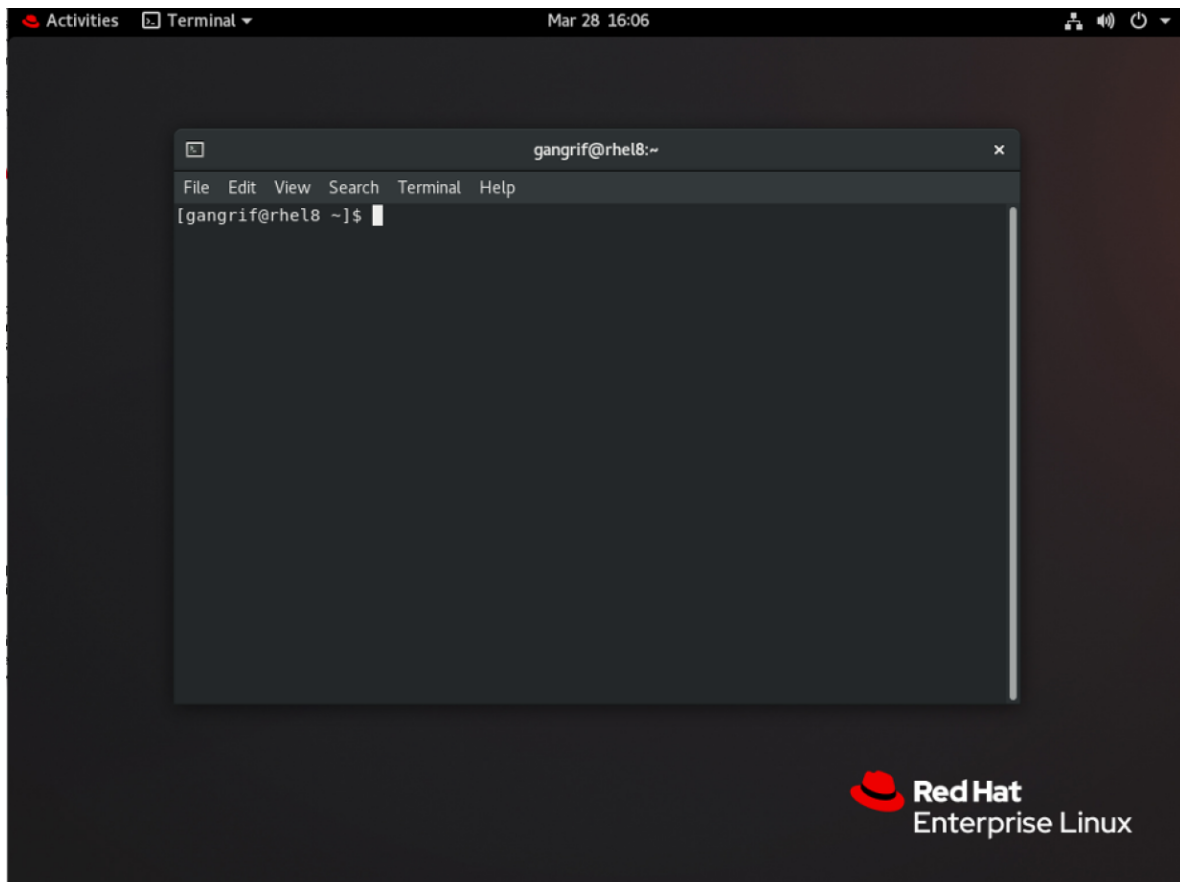 Activities Terminal Mar 28 16:06
gangrif@rhel8:~
File Edit View Search Terminal Help
[gangrif@rhel8 ~]$
Red Hat
Enterprise Linux